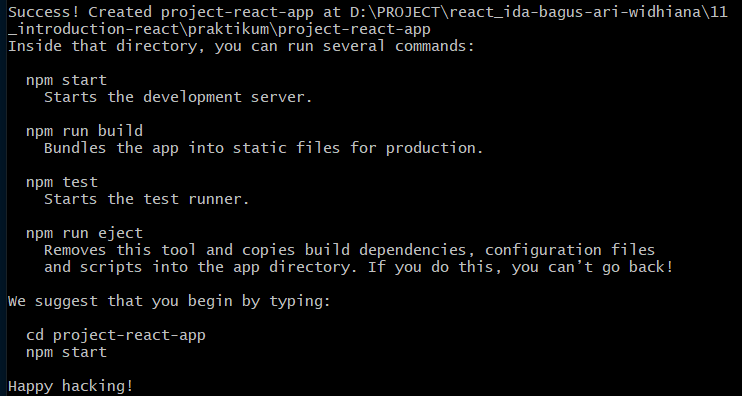 Success! Created project-react-app at D:\PROJECT\react_ida-bagus-ari-widhiana\11
_introduction-react\praktikum\project-react-app
Inside that directory, you can run several commands:
npm start
Starts the development server.
npm run build
Bundles the app into static files for production.
npm test
Starts the test runner.
npm run eject
Removes this tool and copies build dependencies, configuration files
and scripts into the app directory. If you do this, you can’t go back!
We suggest that you begin by typing:
cd project-react-app
npm start
Happy hacking!